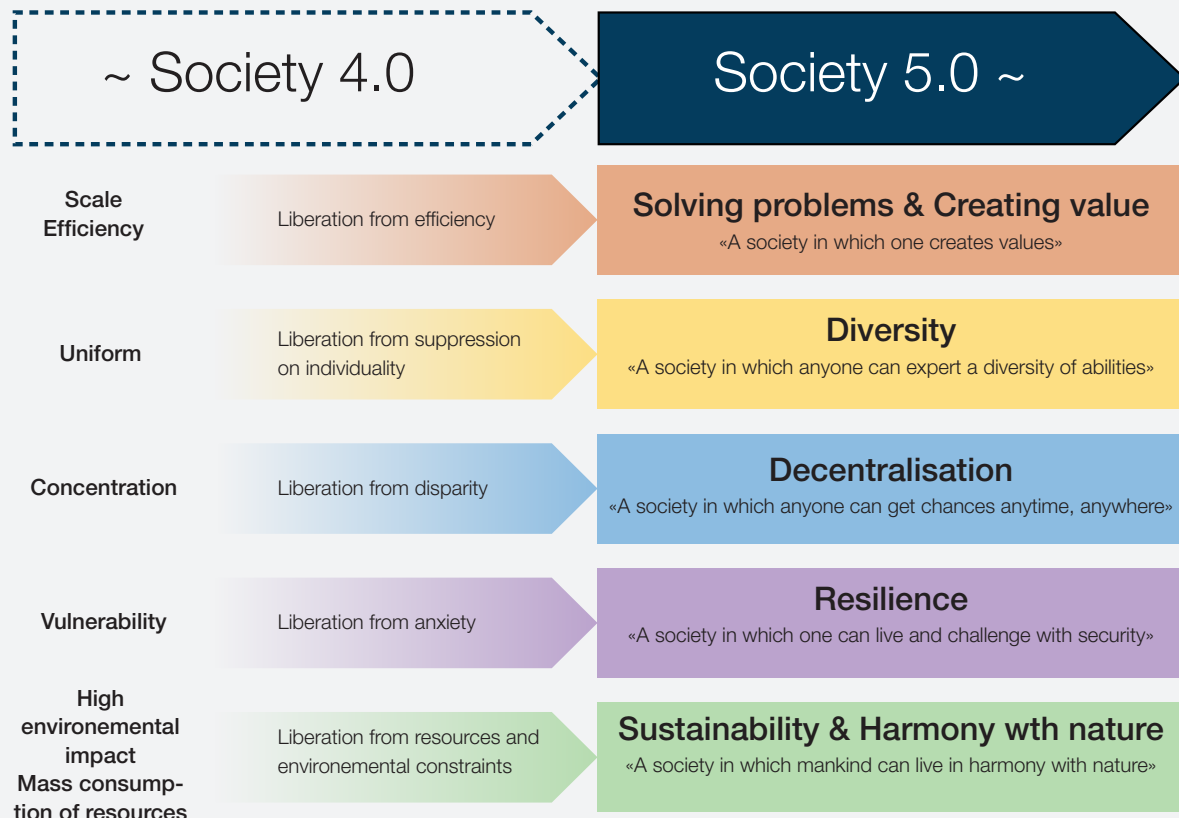 ~ Society 4.0
Society 5.0 ~
Scale
Efficiency
Liberation from efficiency
Solving problems & Creating value
«A society in which one creates values»
Uniform
Liberation from suppression
on individuality
Diversity
«A society in which anyone can expert a diversity of abilities»
Concentration
Liberation from disparity
Decentralisation
«A society in which anyone can get chances anytime, anywhere»
Vulnerability
Liberation from anxiety
Resilience
«A society in which one can live and challenge with security»
High
environemental
impact
Mass consump-
tion of resources
Liberation from resources and
environemental constraints
Sustainability & Harmony wth nature
«A society in which mankind can live in harmony with nature»